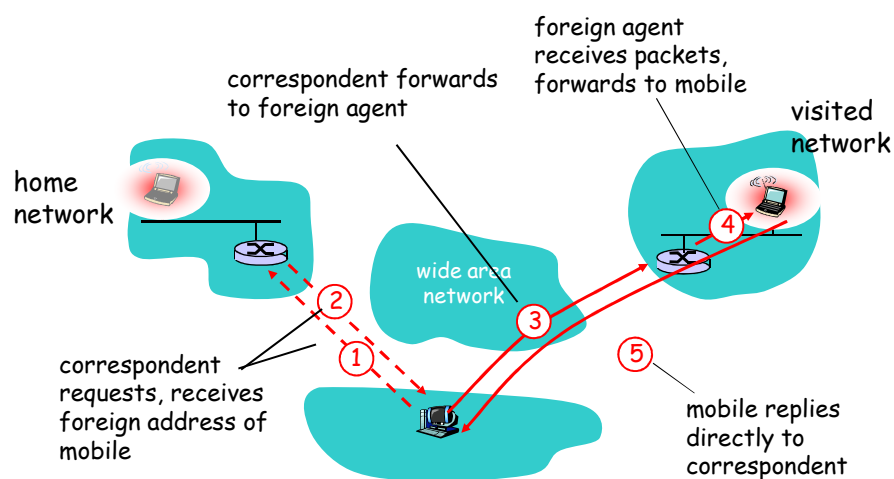 foreign agent
receives packets,
forwards to mobile
correspondent forwards
to foreign agent
visited
network
home
network
4
wide area
network
2
3
1
5
correspondent
requests, receives
foreign address of
mobile
mobile replies
directly to
correspondent